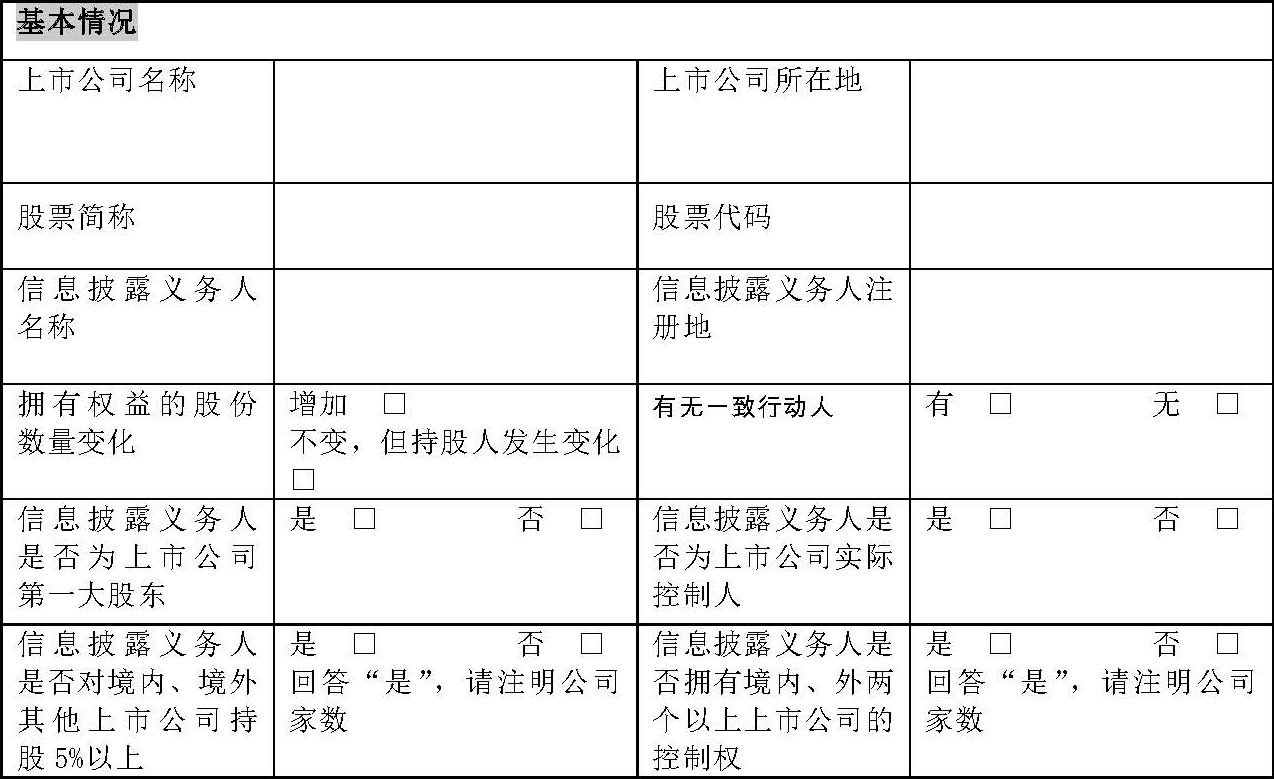 基本情况
上市公司名称
上市公司所在地
股票简称
股票代码
信息披露义务人
名称
信息披露义务人注
册地
拥有权益的股份
数量变化
增加 □
不变，但持股人发生变化
□
有无一致行动人
有 □ 无 □
信息披露义务人
是否为上市公司
第一大股东
是 □ 否 □
信息披露义务人是
否为上市公司实际
控制人
是 □ 否 □
信息披露义务人
是否对境内、境外
其他上市公司持
股5%以上
是 □ 否 □
回答“是”，请注明公司
家数
信息披露义务人是
否拥有境内、外两
个以上上市公司的
控制权
是 □ 否 □
回答“是”，请注明公司
家数